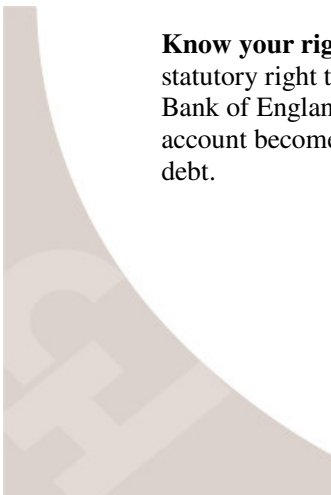 Know your rig
statutory right t
Bank of Englan
account become
debt.